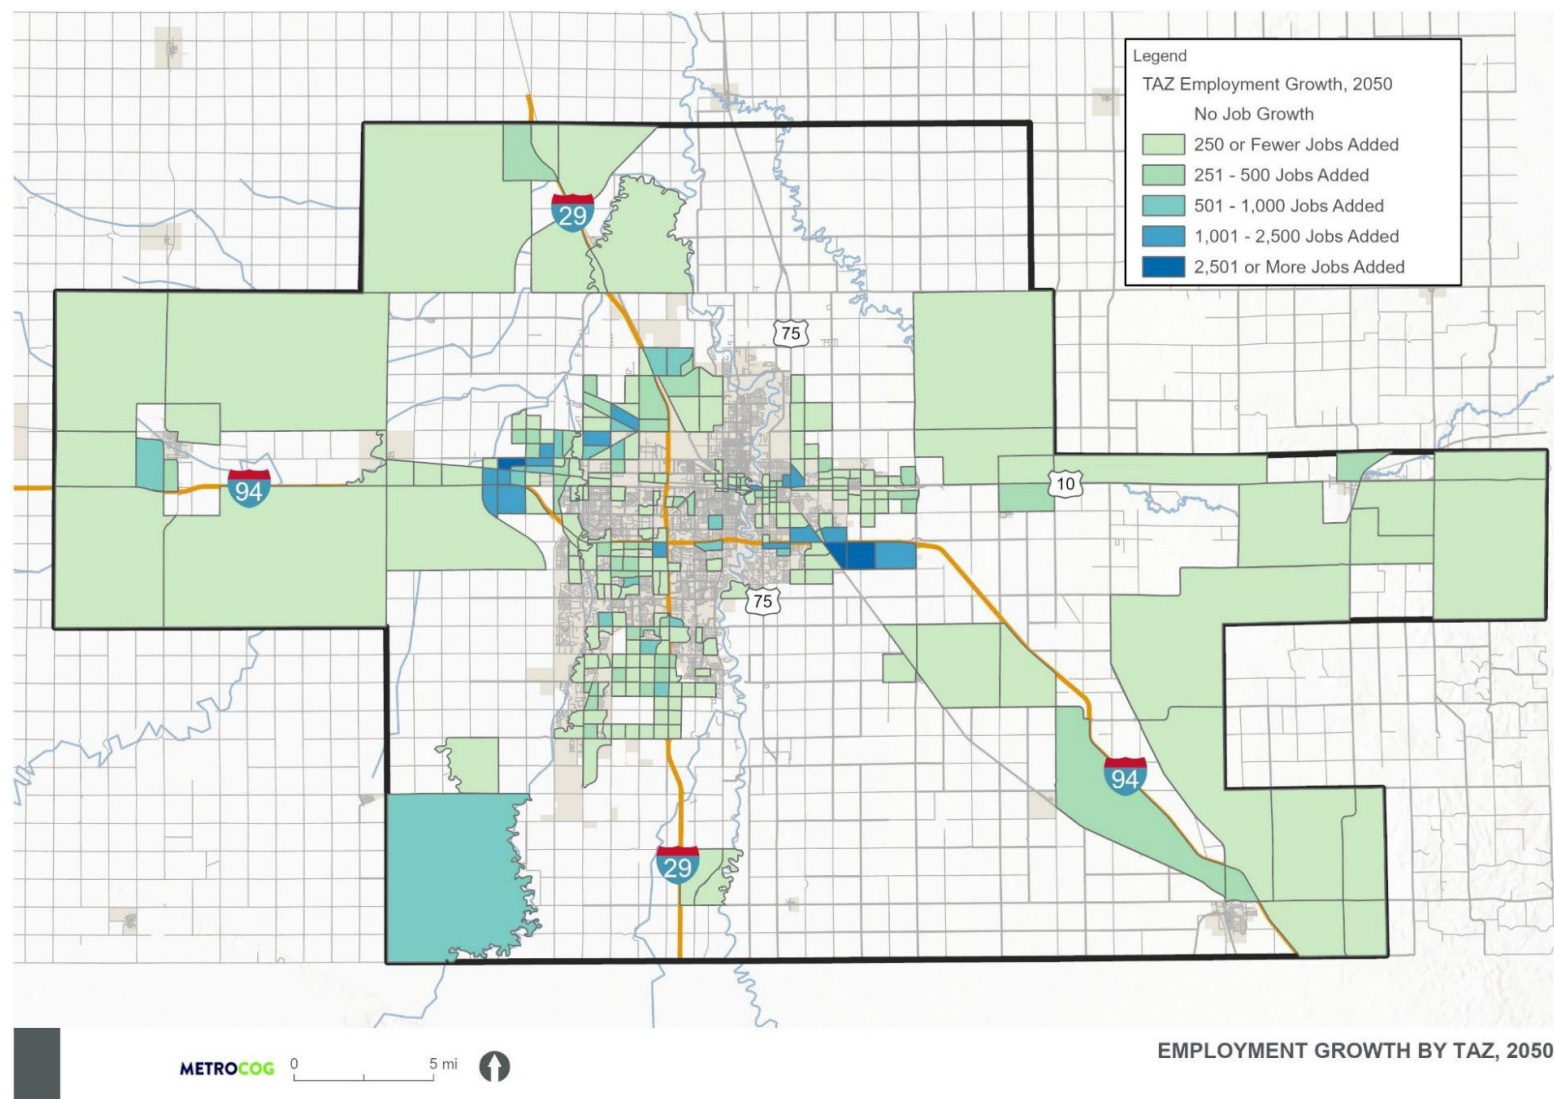 Legend
TAZ Employment Growth, 2050
No Job Growth
250 or Fewer Jobs Added
251 - 500 Jobs Added
501 - 1,000 Jobs Added
1,001 - 2,500 Jobs Added
2,501 or More Jobs Added
29
75
94
10
75
94
29
METROCOG
0 5 mi
EMPLOYMENT GROWTH BY TAZ, 2050